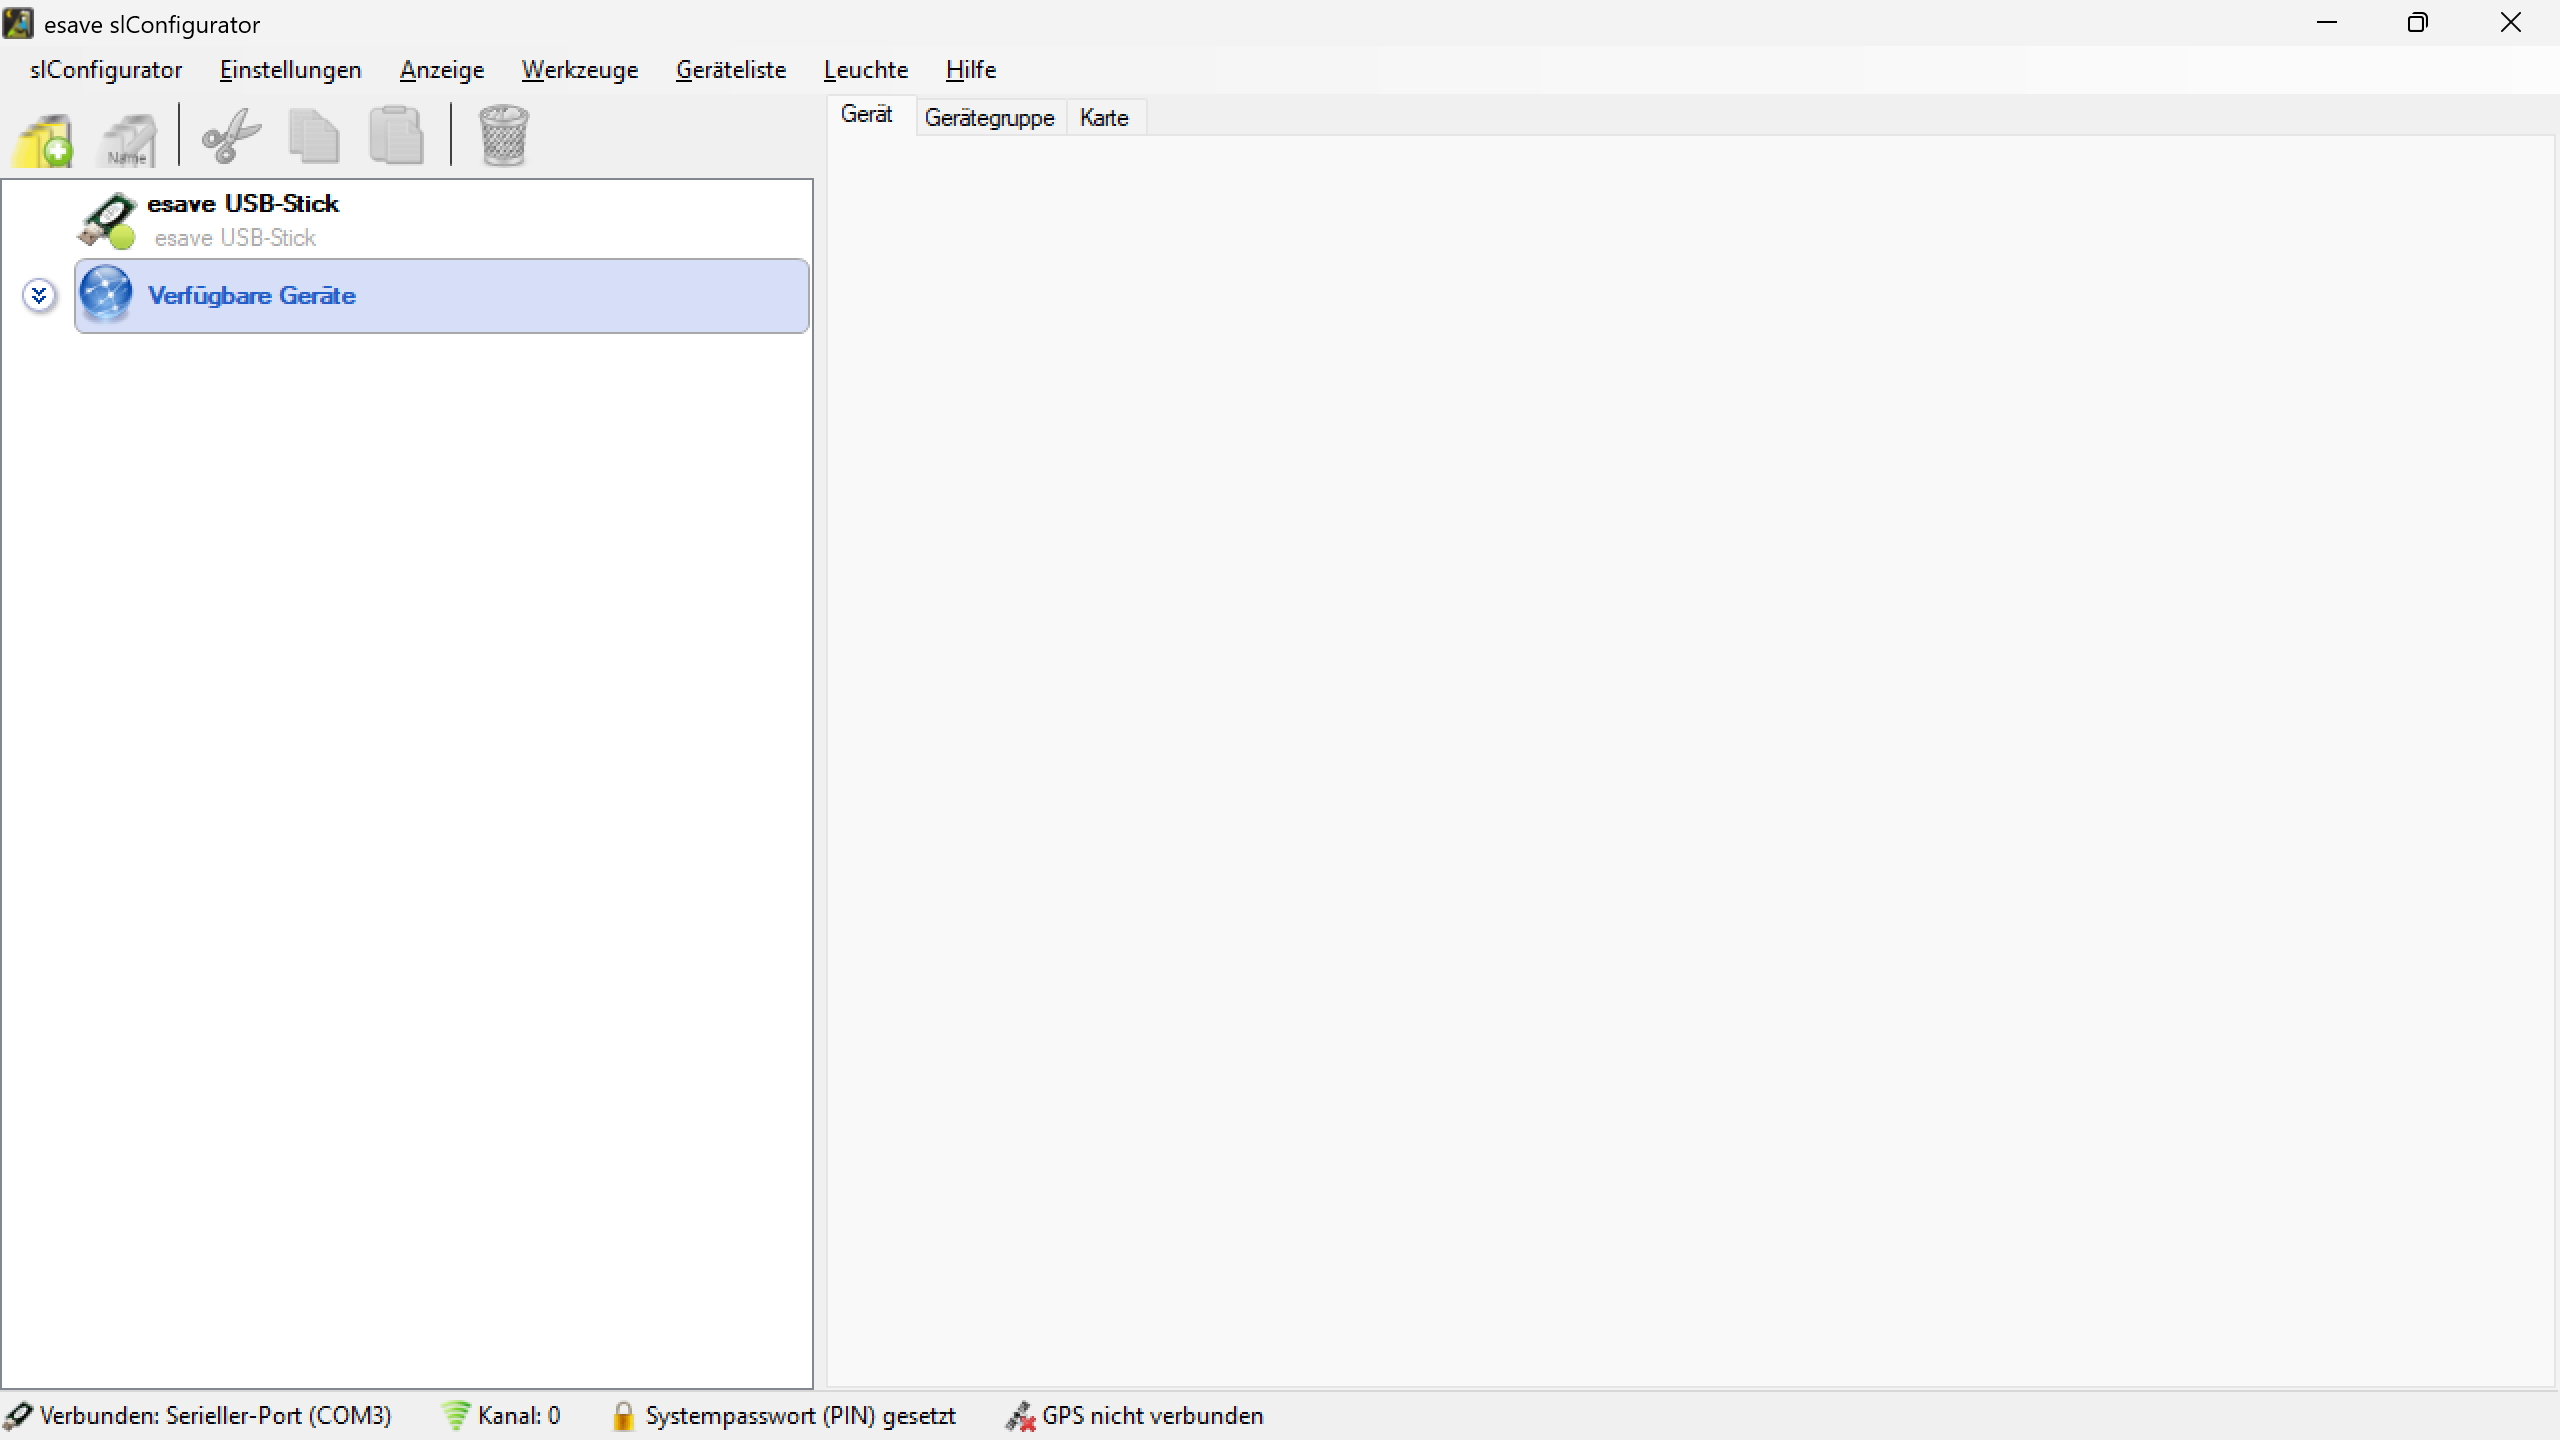 esave slConfigurator
slConfigurator Einstellungen Anzeige Werkzeuge Geräteliste Leuchte Hilfe
Name
Gerät Gerätegruppe Karte
esave USB-Stick
esave USB-Stick
Verfügbare Geräte
Verbunden: Serieller-Port (COM3) Kanal: 0 Systempasswort (PIN) gesetzt GPS nicht verbunden